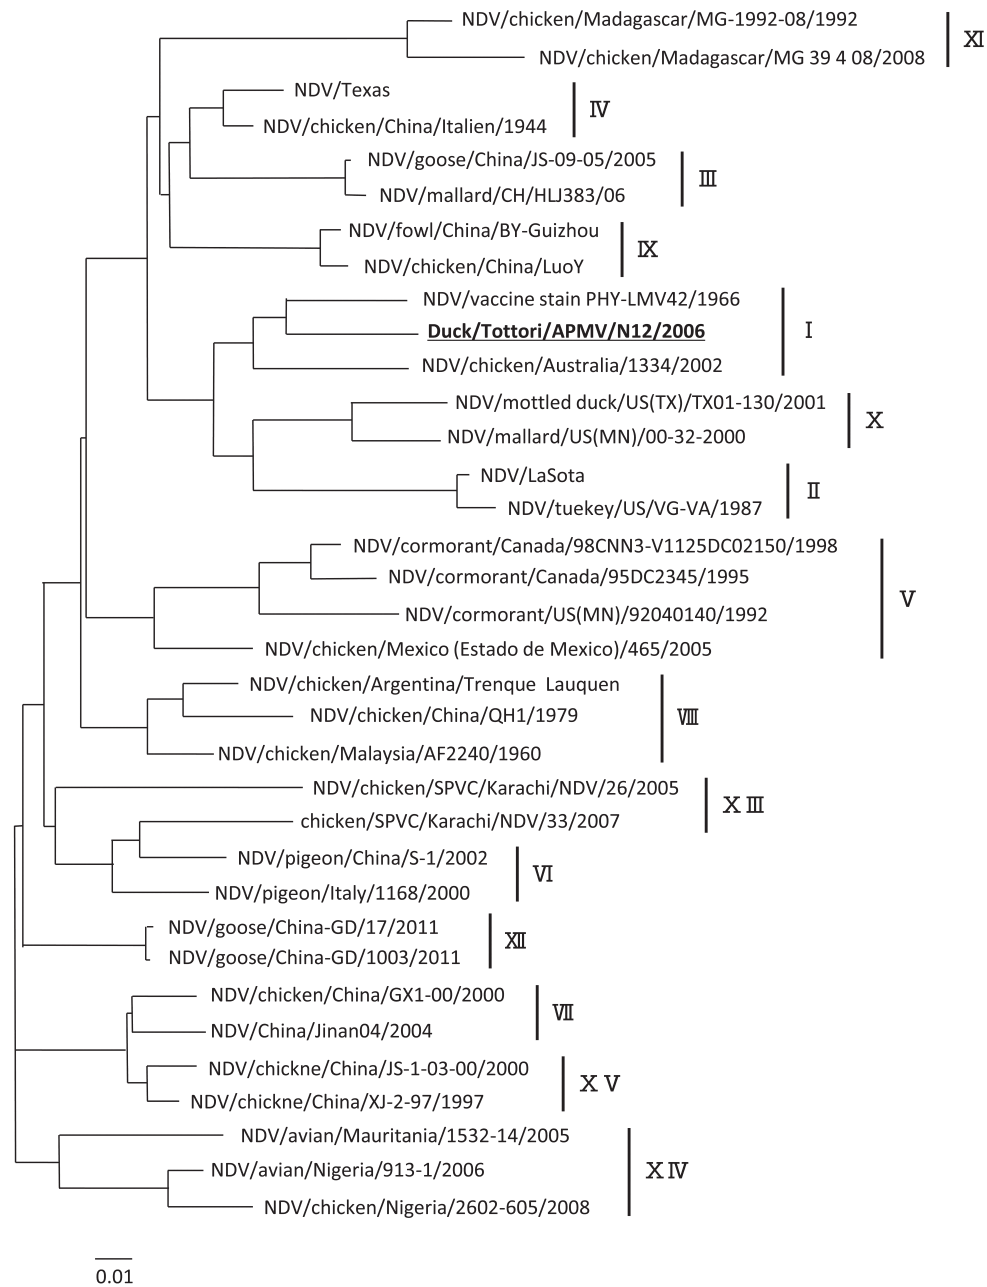 NDV/chicken/Madagascar/MG-1992-08/1992
XI
NDV/chicken/Madagascar/MG 39 4 08/2008
NDV/Texas
IV
NDV/chicken/China/Italien/1944
NDV/goose/China/JS-09-05/2005
III
NDV/mallard/CH/HLJ383/06
NDV/fowl/China/BY-Guizhou
IX
NDV/chicken/China/LuoY
NDV/vaccine stain PHY-LMV42/1966
Duck/Tottori/APMV/N12/2006
I
NDV/chicken/Australia/1334/2002
NDV/mottled duck/US(TX)/TX01-130/2001
X
NDV/mallard/US(MN)/00-32-2000
NDV/LaSota
II
NDV/tuekey/US/VG-VA/1987
NDV/cormorant/Canada/98CNN3-V1125DC02150/1998
NDV/cormorant/Canada/95DC2345/1995
V
NDV/cormorant/US(MN)/92040140/1992
NDV/chicken/Mexico (Estado de Mexico)/465/2005
NDV/chicken/Argentina/Trenque Lauquen
NDV/chicken/China/QH1/1979
VIII
NDV/chicken/Malaysia/AF2240/1960
NDV/chicken/SPVC/Karachi/NDV/26/2005
X III
chicken/SPVC/Karachi/NDV/33/2007
NDV/pigeon/China/S-1/2002
VI
NDV/pigeon/Italy/1168/2000
NDV/goose/China-GD/17/2011
XII
NDV/goose/China-GD/1003/2011
NDV/chicken/China/GX1-00/2000
VII
NDV/China/Jinan04/2004
NDV/chickne/China/JS-1-03-00/2000
X V
NDV/chickne/China/XJ-2-97/1997
NDV/avian/Mauritania/1532-14/2005
NDV/avian/Nigeria/913-1/2006
X IV
NDV/chicken/Nigeria/2602-605/2008
0.01